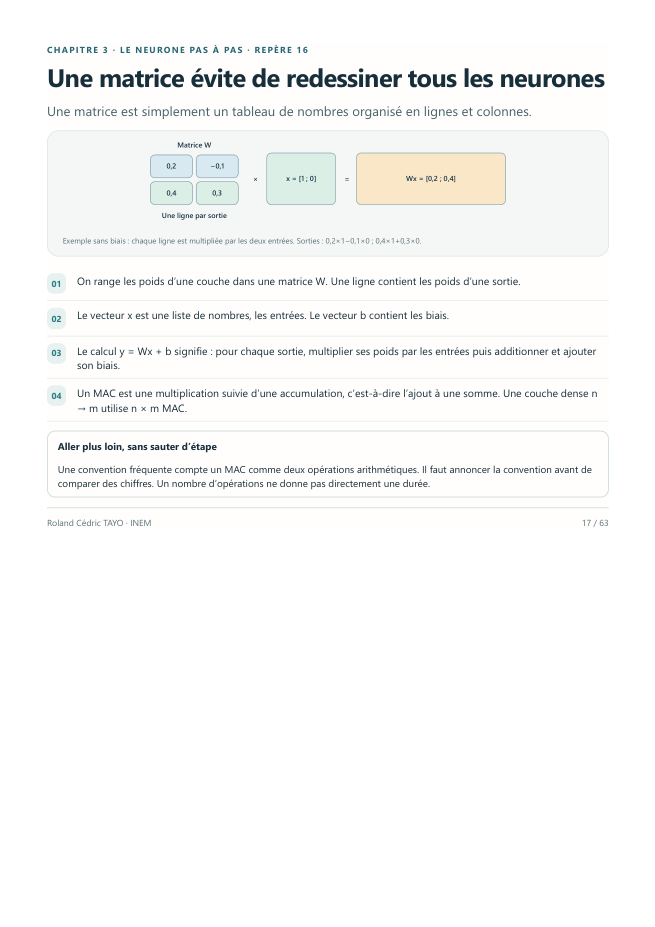 CHAPITRE 3 · LE NEURONE PAS À PAS · REPÈRE 16
Une matrice évite de redessiner tous les neurones
Une matrice est simplement un tableau de nombres organisé en lignes et colonnes.
Matrice W
0,2 −0,1
0,4 0,3
× x = [1 ; 0] = Wx = [0,2 ; 0,4]
Une ligne par sortie
Exemple sans biais : chaque ligne est multipliée par les deux entrées. Sorties : 0,2×1−0,1×0 ; 0,4×1+0,3×0.
01 On range les poids d’une couche dans une matrice W. Une ligne contient les poids d’une sortie.
02 Le vecteur x est une liste de nombres, les entrées. Le vecteur b contient les biais.
03 Le calcul y = Wx + b signifie : pour chaque sortie, multiplier ses poids par les entrées puis additionner et ajouter
son biais.
04 Un MAC est une multiplication suivie d’une accumulation, c’est-à-dire l’ajout à une somme. Une couche dense n
→ m utilise n × m MAC.
Aller plus loin, sans sauter d’étape
Une convention fréquente compte un MAC comme deux opérations arithmétiques. Il faut annoncer la convention avant de
comparer des chiffres. Un nombre d’opérations ne donne pas directement une durée.
Roland Cédric TAYO · INEM 17 / 63